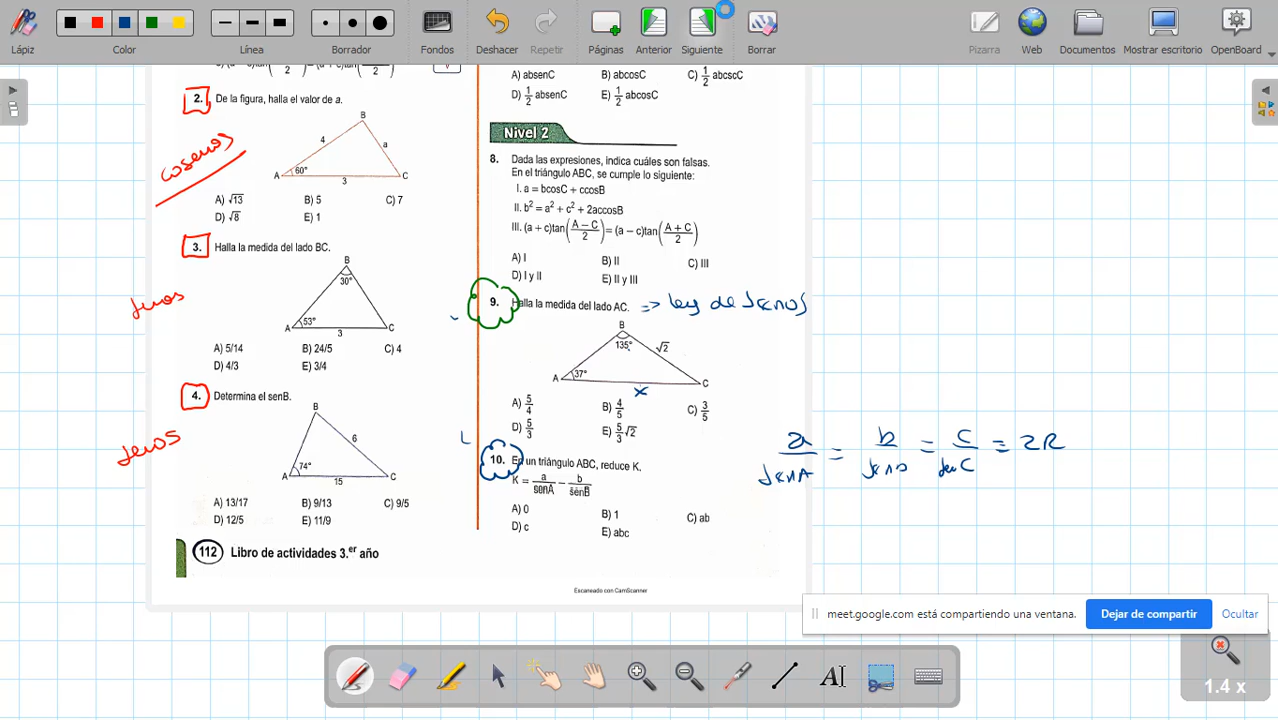 Lápiz
Color
Línea
Borrador
Fondos
Deshacer
Repetir
Páginas
Anterior
Siguiente
Borrar
Pizarra
Web
Documentos
Mostrar escritorio
OpenBoard
2. De la figura, halla el valor de a.
cosenos
B
4
a
60°
A
3
C
A) √13
B) 5
C) 7
D) √8
E) 1
3. Halla la medida del lado BC.
B
30°
53°
A
3
C
A) 5/14
B) 24/5
C) 4
D) 4/3
E) 3/4
4. Determina el senB.
senos
B
6
74°
A
15
C
A) 13/17
B) 9/13
C) 9/5
D) 12/5
E) 11/9
112 Libro de actividades 3.er año
A) absenC
B) abcosC
C) 1/2 abcscC
D) 1/2 absenC
E) 1/2 abcosC
Nivel 2
8. Dada las expresiones, indica cuáles son falsas.
En el triángulo ABC, se cumple lo siguiente:
I. a = bcosC + ccosB
II. b² = a² + c² + 2accosB
III. (a + c)tan(A – C/2) = (a – c)tan(A + C/2)
A) I
B) II
C) III
D) I y II
E) II y III
9. Halla la medida del lado AC. => ley de senos
B
135°
√2
37°
A
C
x
A) 5/4
B) 4/5
C) 3/5
D) 5/3
E) 5/3 √2
10. En un triángulo ABC, reduce K.
K = a/senA – b/senB
A) 0
B) 1
C) ab
D) c
E) abc
a/senA = b/senB = c/senC = 2R
Escaneado con CamScanner
meet.google.com está compartiendo una ventana.
Dejar de compartir
Ocultar
1.4 x